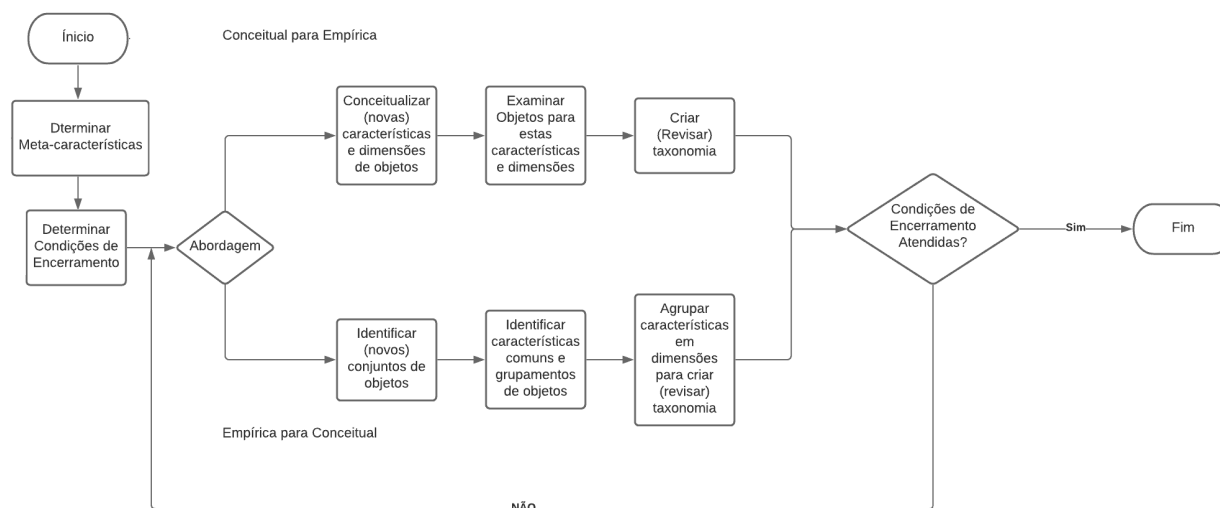 Ínicio
Conceitual para Empírica
Dterminar
Meta-características
Determinar
Condições de
Encerramento
Abordagem
Conceitualizar
(novas)
características
e dimensões
de objetos
Examinar
Objetos para
estas
características
e dimensões
Criar
(Revisar)
taxonomia
Identificar
(novos)
conjuntos de
objetos
Identificar
características
comuns e
grupamentos
de objetos
Agrupar
características
em
dimensões
para criar
(revisar)
taxonomia
Empírica para Conceitual
Condições de
Encerramento
Atendidas?
Sim
Fim
NÃO